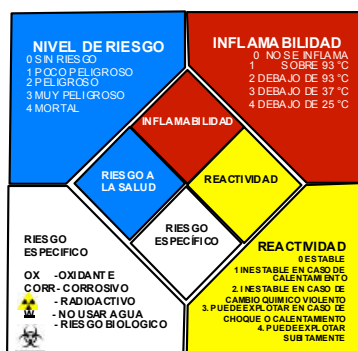 NIVEL DE RIESGO
0 SIN RIESGO
1 POCO PELIGROSO
2 PELIGROSO
3 MUY PELIGROSO
4 MORTAL
INFLAMABILIDAD
0 NO SE INFLAMA
1 SOBRE 93 °C
2 DEBAJO DE 93 °C
3 DEBAJO DE 37 °C
4 DEBAJO DE 25 °C
INFLAMABILIDAD
RIESGO A
LA SALUD
REACTIVIDAD
RIESGO
ESPECÍFICO
RIESGO
ESPECIFICO
OX -OXIDANTE
CORR- CORROSIVO
- RADIOACTIVO
- NO USAR AGUA
- RIESGO BIOLOGICO
REACTIVIDAD
0 ESTABLE
1 INESTABLE EN CASO DE
CALENTAMIENTO
2. INESTABLE EN CASO DE
CAMBIO QUIMICO VIOLENTO
3. PUEDE EXPLOTAR EN CASO DE
CHOQUE O CALENTAMIENTO
4. PUEDE EXPLOTAR
SUBITAMENTE